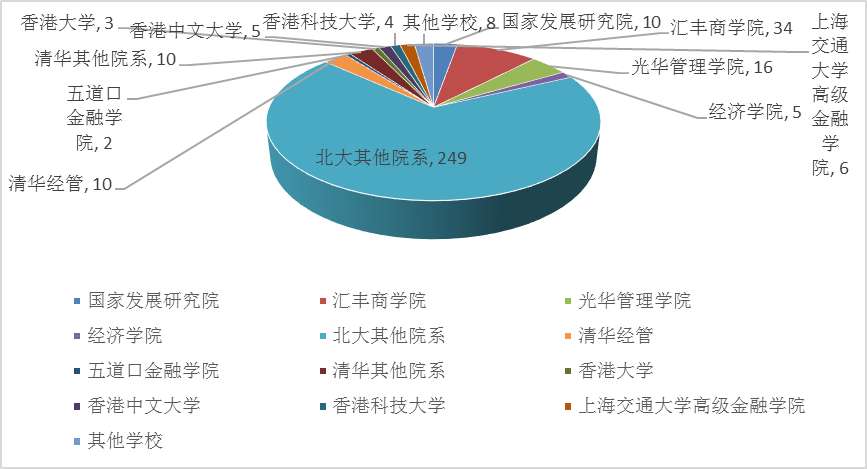 香港大学, 3
香港中文大学, 5
香港科技大学, 4
其他学校, 8
国家发展研究院, 10
汇丰商学院, 34
上海
交通
大学
高级
金融
学
院, 6
清华其他院系, 10
光华管理学院, 16
五道口
金融学
院, 2
经济学院, 5
北大其他院系, 249
清华经管, 10
国家发展研究院
汇丰商学院
光华管理学院
经济学院
北大其他院系
清华经管
五道口金融学院
清华其他院系
香港大学
香港中文大学
香港科技大学
上海交通大学高级金融学院
其他学校